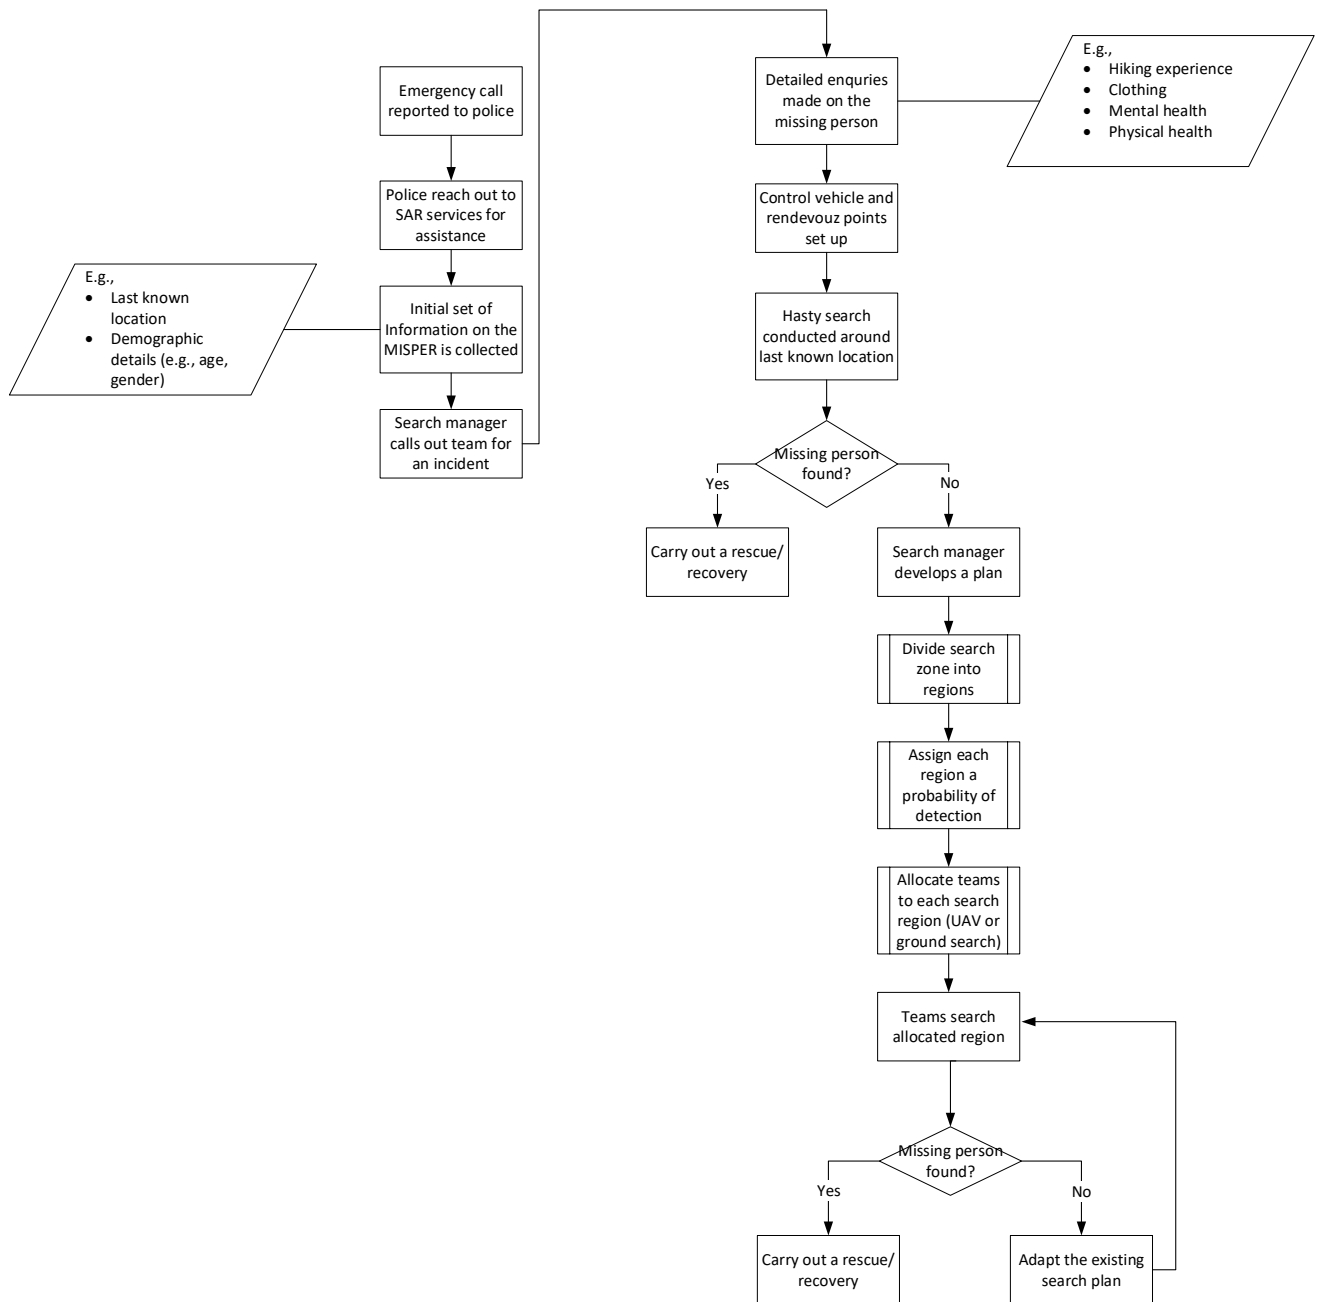 Emergency call
reported to police
Police reach out to
SAR services for
assistance
E.g.,
Last known
location
Demographic
details (e.g., age,
gender)
Initial set of
Information on the
MISPER is collected
Search manager
calls out team for
an incident
Detailed enquries
made on the
missing person
E.g.,
Hiking experience
Clothing
Mental health
Physical health
Control vehicle and
rendevouz points
set up
Hasty search
conducted around
last known location
Missing person
found?
Yes
No
Carry out a rescue/
recovery
Search manager
develops a plan
Divide search
zone into
regions
Assign each
region a
probability of
detection
Allocate teams
to each search
region (UAV or
ground search)
Teams search
allocated region
Missing person
found?
Yes
No
Carry out a rescue/
recovery
Adapt the existing
search plan